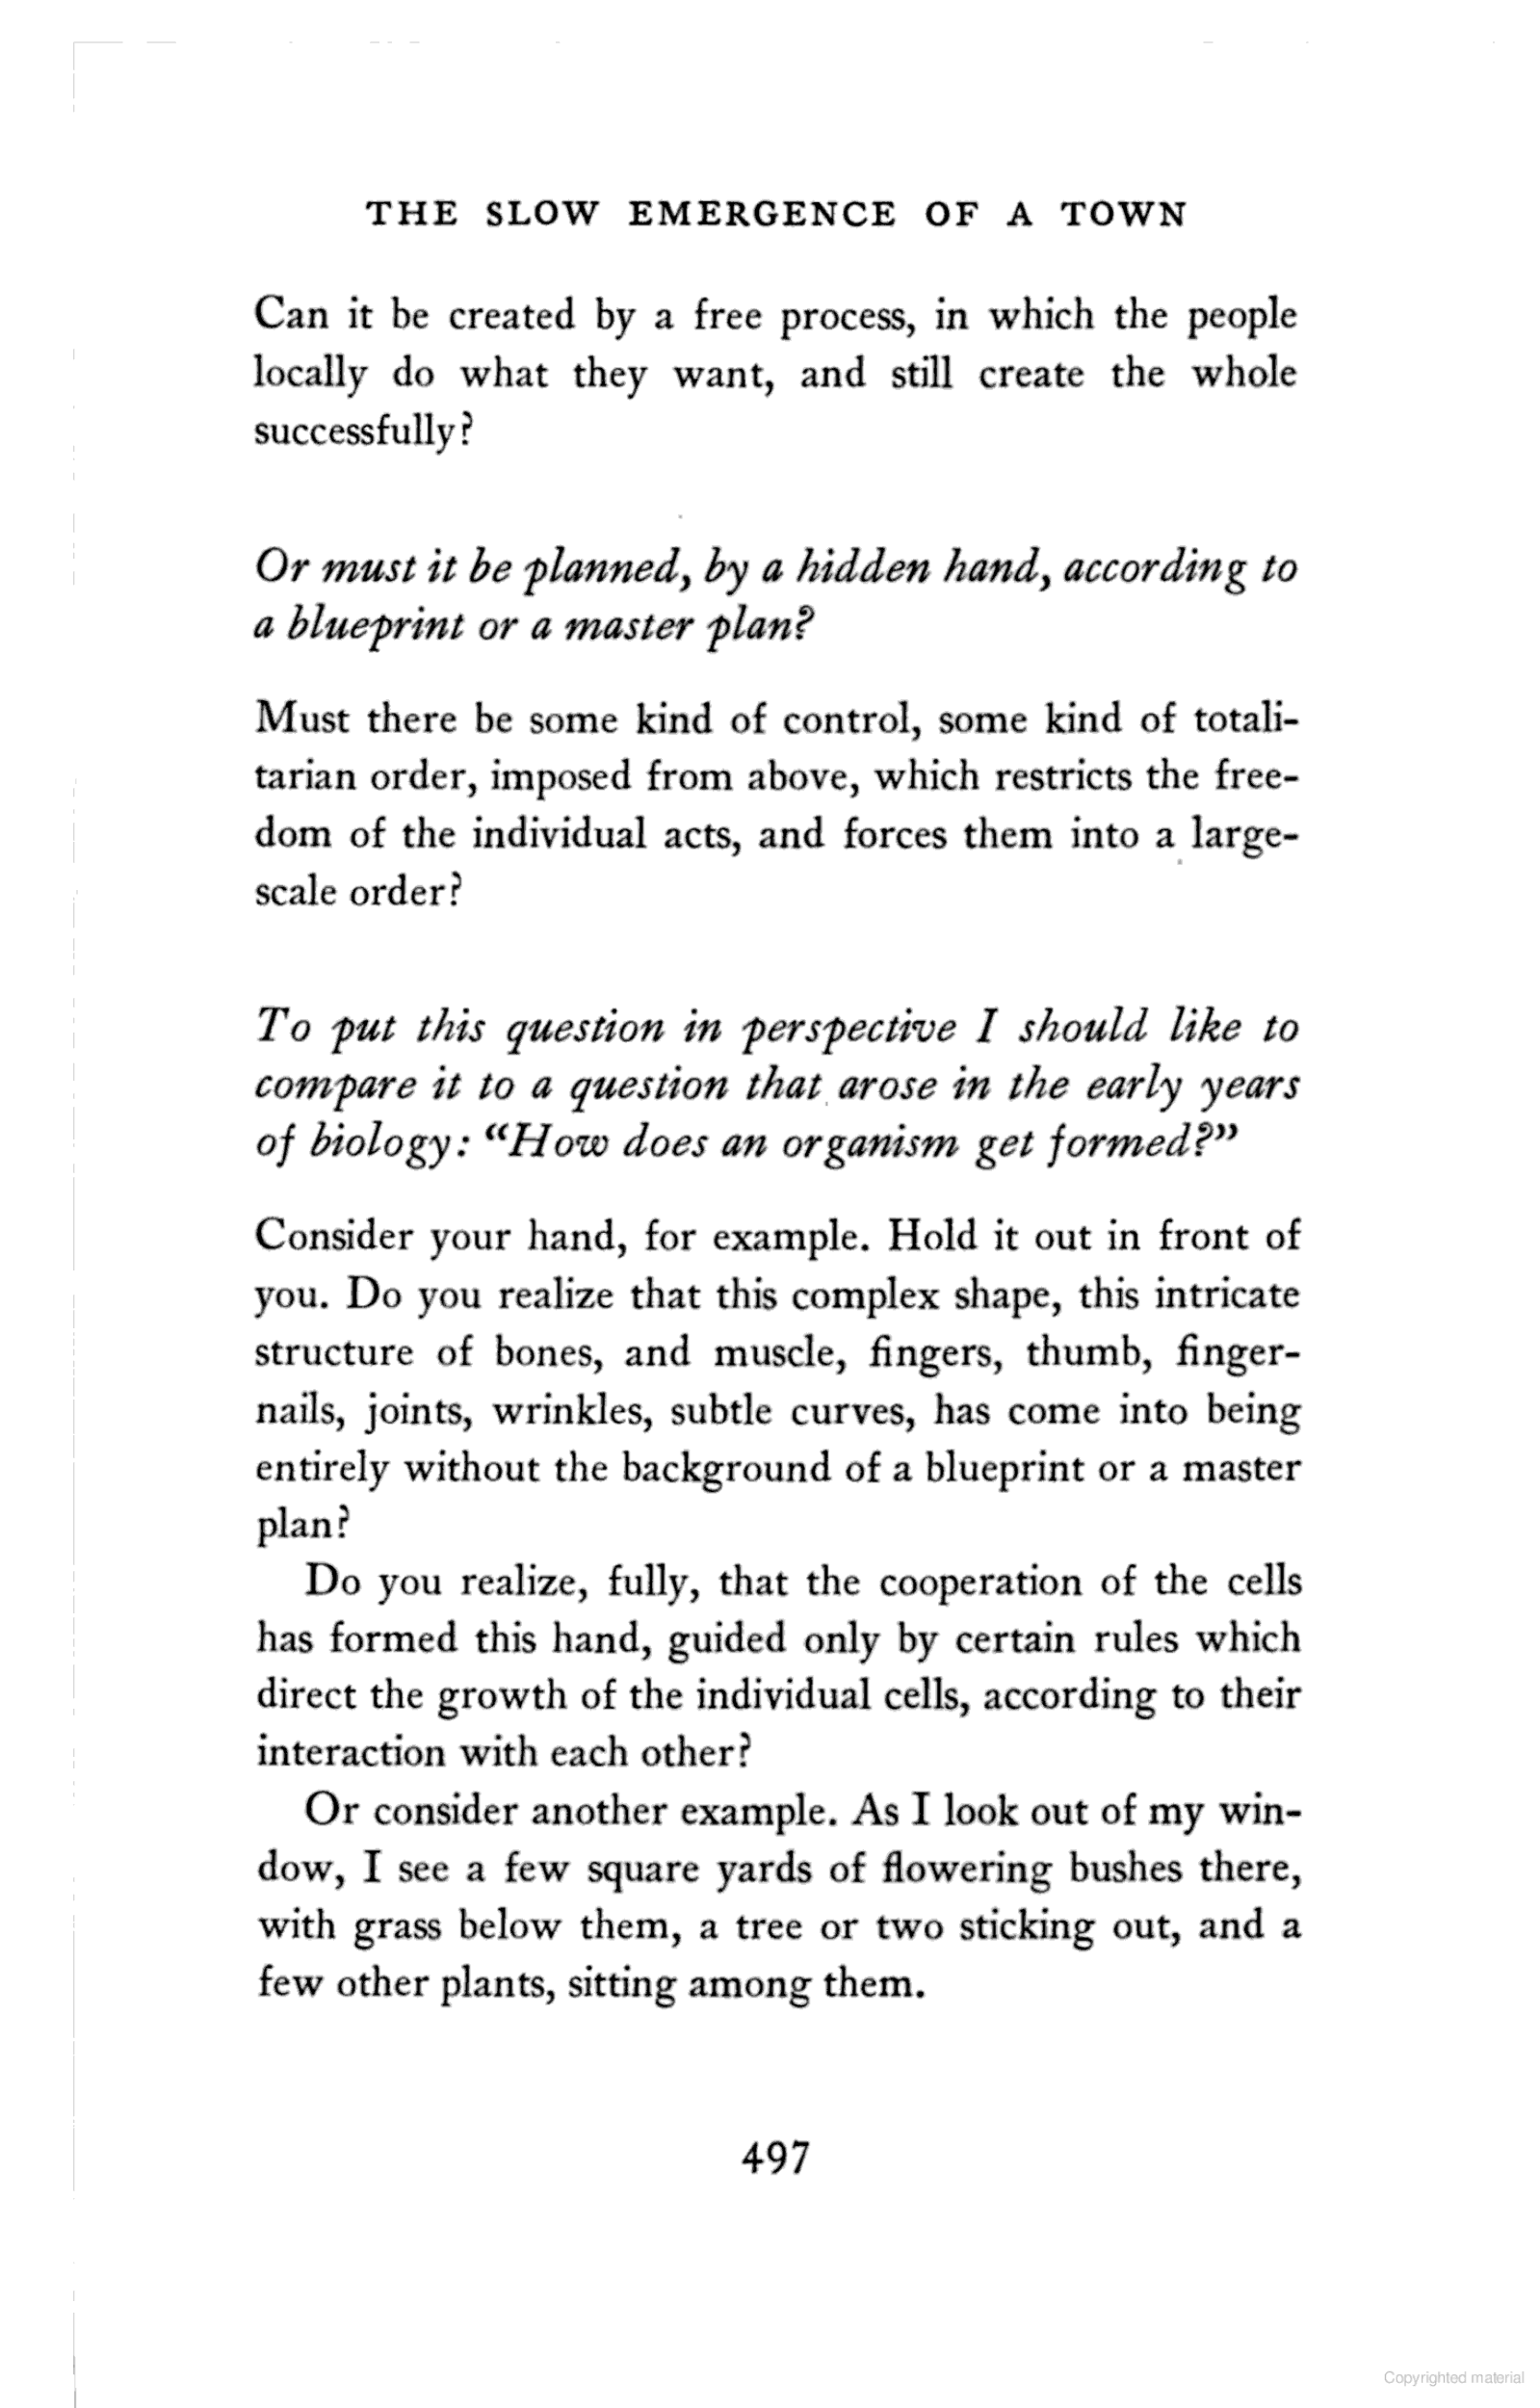 THE SLOW EMERGENCE OF A TOWN
Can it be created by a free process, in which the people
locally do what they want, and still create the whole
successfully?
Or must it be planned, by a hidden hand, according to
a blueprint or a master plan?
Must there be some kind of control, some kind of totali-
tarian order, imposed from above, which restricts the free-
dom of the individual acts, and forces them into a large-
scale order?
To put this question in perspective I should like to
compare it to a question that arose in the early years
of biology: “How does an organism get formed?”
Consider your hand, for example. Hold it out in front of
you. Do you realize that this complex shape, this intricate
structure of bones, and muscle, fingers, thumb, finger-
nails, joints, wrinkles, subtle curves, has come into being
entirely without the background of a blueprint or a master
plan?
Do you realize, fully, that the cooperation of the cells
has formed this hand, guided only by certain rules which
direct the growth of the individual cells, according to their
interaction with each other?
Or consider another example. As I look out of my win-
dow, I see a few square yards of flowering bushes there,
with grass below them, a tree or two sticking out, and a
few other plants, sitting among them.
497
Copyrighted material